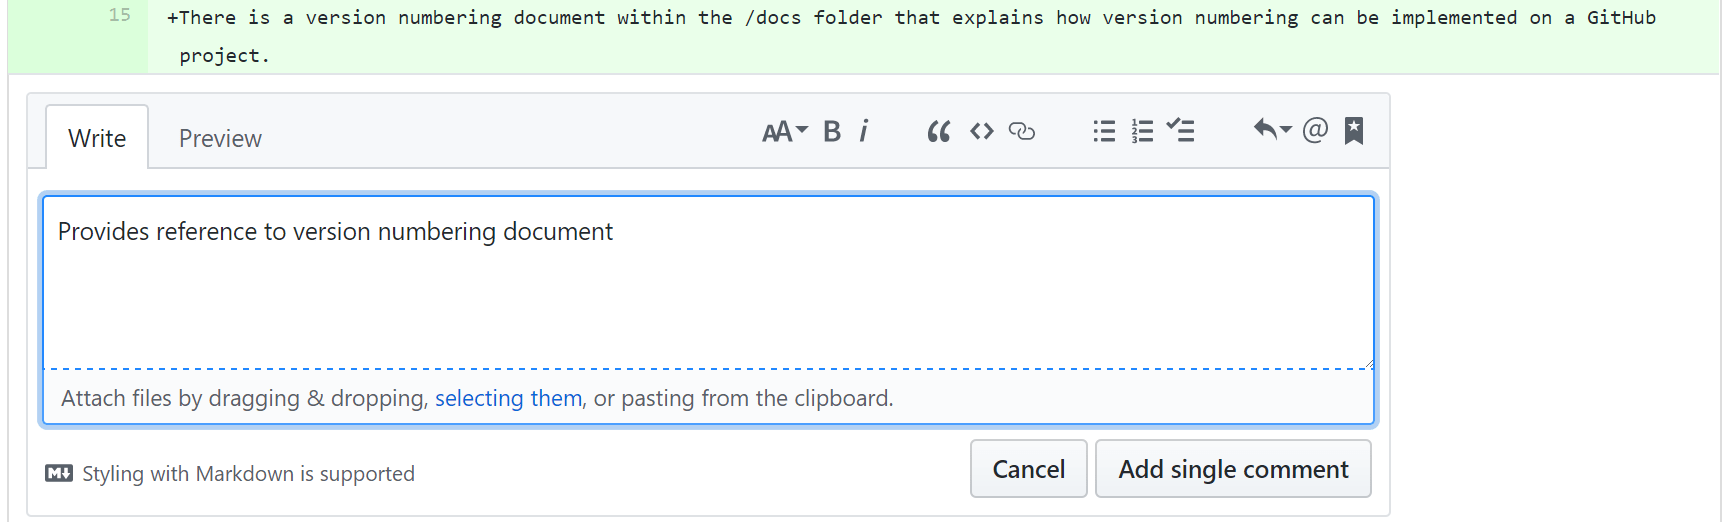 15 +There is a version numbering document within the /docs folder that explains how version numbering can be implemented on a GitHub
project.
Write Preview AA B i @
Provides reference to version numbering document
Attach files by dragging & dropping, selecting them, or pasting from the clipboard.
M Styling with Markdown is supported Cancel Add single comment